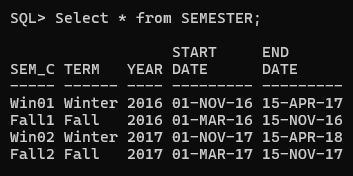 SQL> Select * from SEMESTER;
START END
SEM_C TERM YEAR DATE DATE
----- ------ ---- --------- ---------
Win01 Winter 2016 01-NOV-16 15-APR-17
Fall1 Fall 2016 01-MAR-16 15-NOV-16
Win02 Winter 2017 01-NOV-17 15-APR-18
Fall2 Fall 2017 01-MAR-17 15-NOV-17